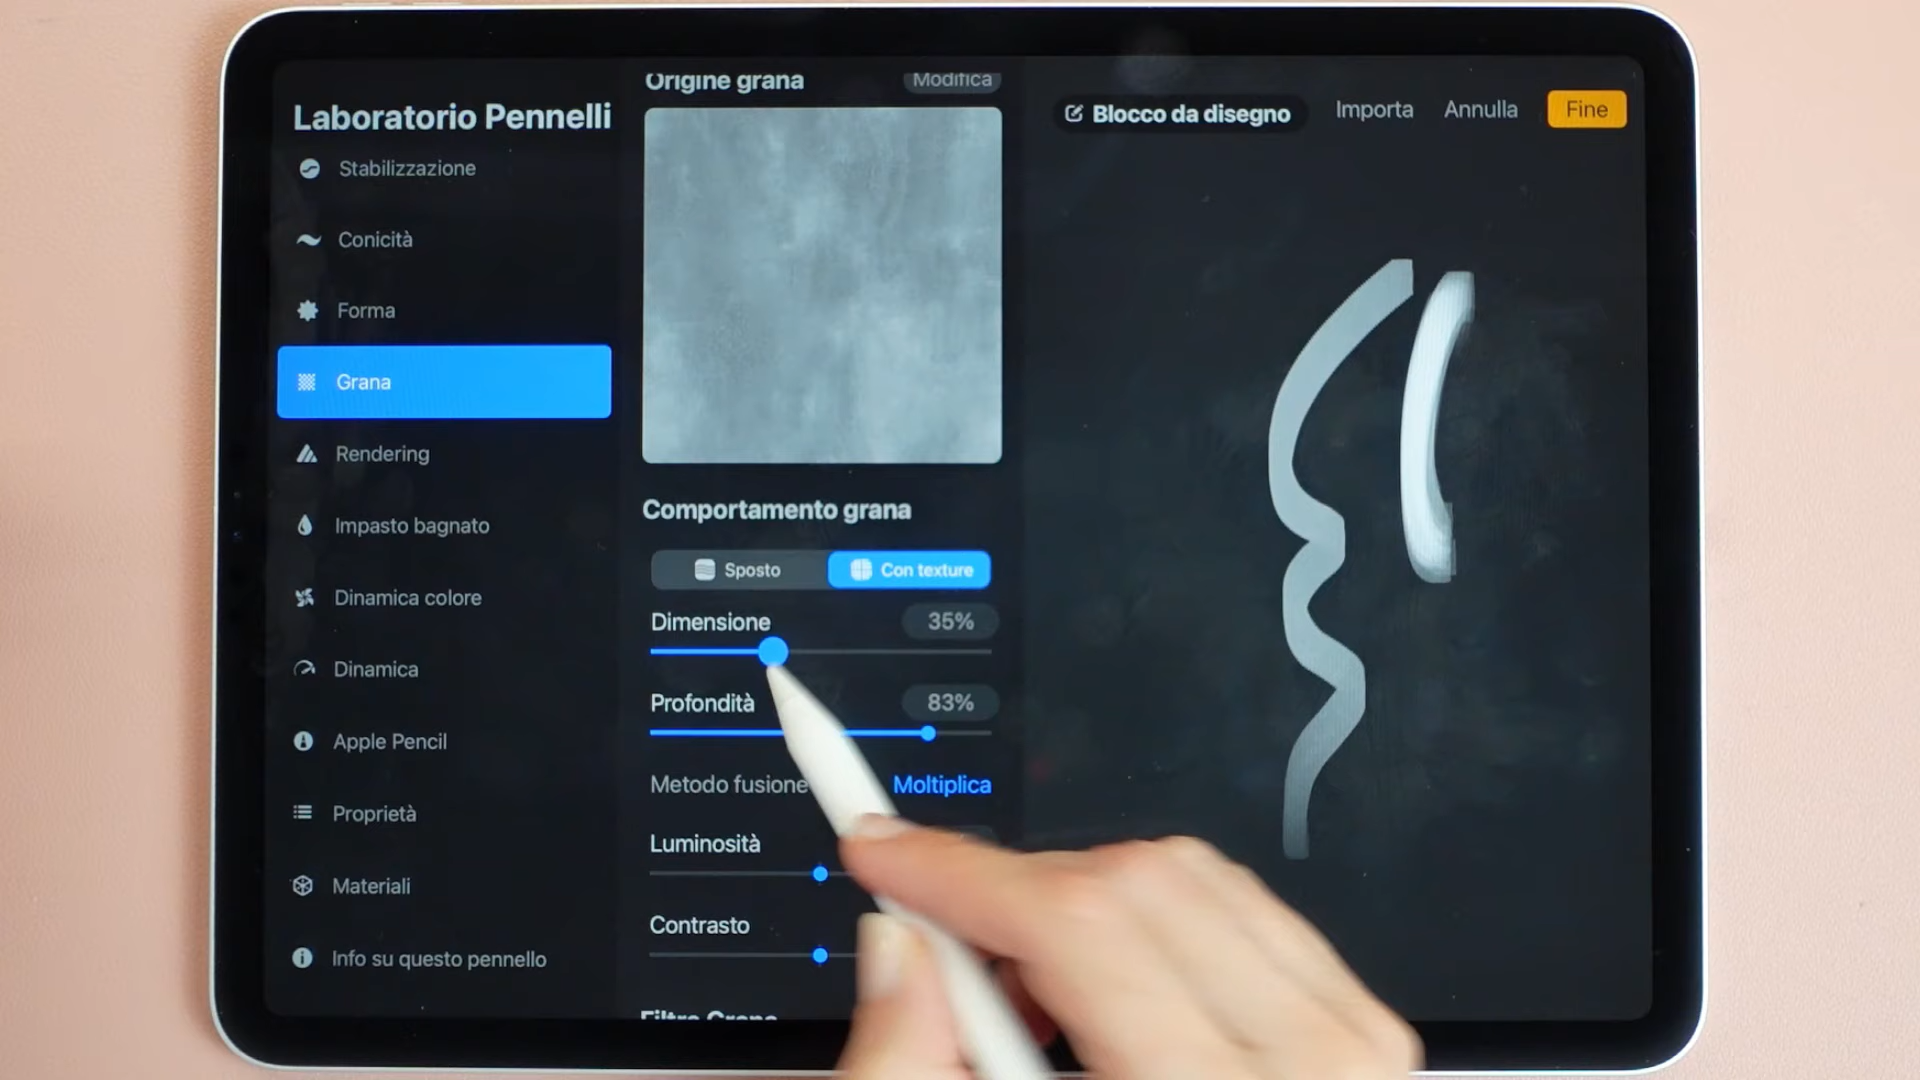 Laboratorio Pennelli
Stabilizzazione
Conicità
Forma
Grana
Rendering
Impasto bagnato
Dinamica colore
Dinamica
Apple Pencil
Proprietà
Materiali
Info su questo pennello
Origine grana
Modifica
Comportamento grana
Sposto
Con texture
Dimensione
35%
Profondità
83%
Metodo fusione
Moltiplica
Luminosità
Contrasto
Filtro Grana
Blocco da disegno
Importa
Annulla
Fine